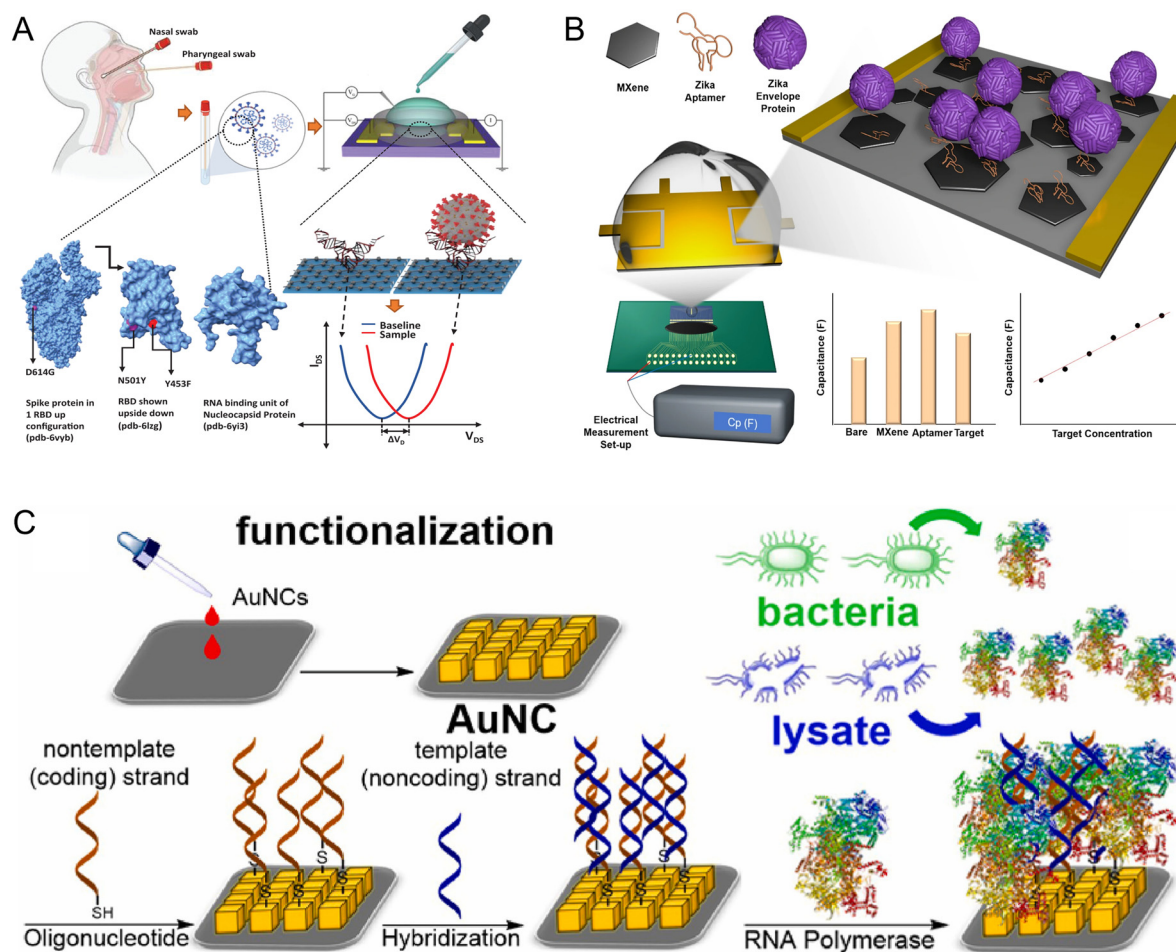 A
Nasal swab
Pharyngeal swab
D614G
N501Y
Y453F
Spike protein in
1 RBD up
configuration
(pdb-6vyb)
RBD shown
upside down
(pdb-6lzg)
RNA binding unit of
Nucleocapsid Protein
(pdb-6yi3)
Baseline
Sample
I_DS
ΔV_D
V_DS
B
MXene
Zika
Aptamer
Zika
Envelope
Protein
Electrical
Measurement
Set-up
Cp (F)
Capacitance (F)
Bare MXene Aptamer Target
Capacitance (F)
Target Concentration
C
functionalization
AuNCs
AuNC
bacteria
lysate
nontemplate
(coding) strand
SH
Oligonucleotide
S
S
S
S
S
template
(noncoding) strand
Hybridization
S
S
S
S
S
RNA Polymerase
S